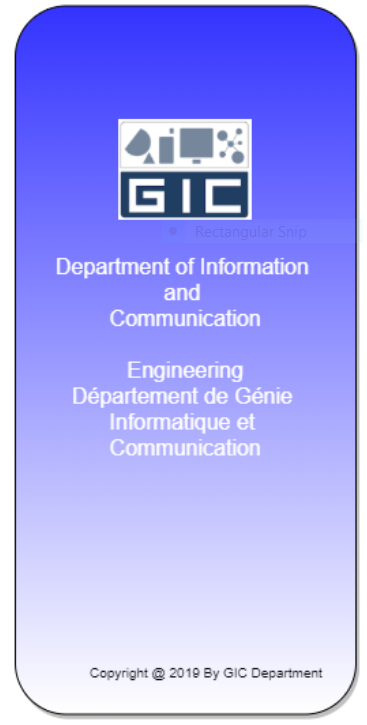 GIC
Rectangular Snip
Department of Information
and
Communication
Engineering
Département de Génie
Informatique et
Communication
Copyright @ 2019 By GIC Department